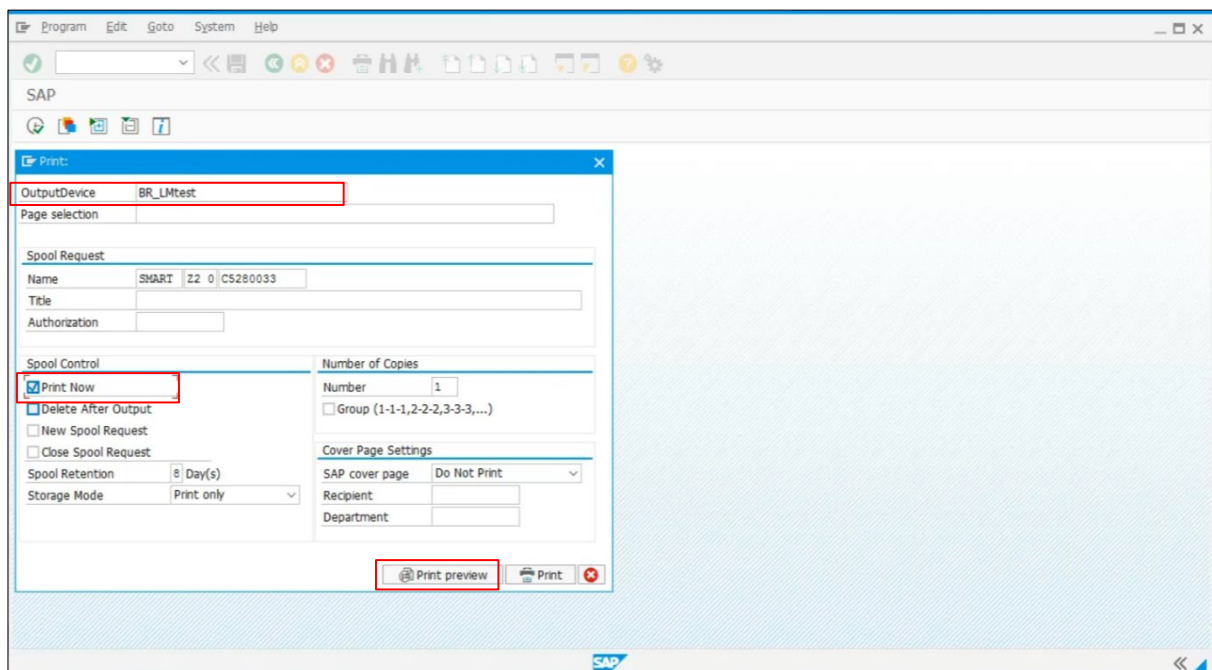 Program Edit Goto System Help
SAP
Print:
OutputDevice BR_LMtest
Page selection
Spool Request
Name SMART Z2 0 C5280033
Title
Authorization
Spool Control Number of Copies
Print Now Number 1
Delete After Output Group (1-1-1,2-2-2,3-3-3,...)
New Spool Request
Close Spool Request Cover Page Settings
Spool Retention 8 Day(s) SAP cover page Do Not Print
Storage Mode Print only Recipient
Department
Print preview Print
SAP